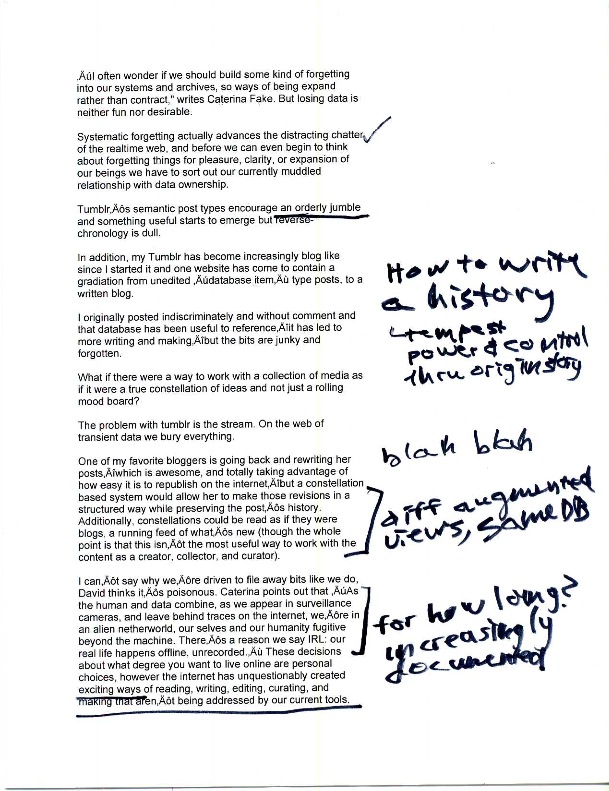 ‚Äúl often wonder if we should build some kind of forgetting
into our systems and archives, so ways of being expand
rather than contract," writes Caterina Fake. But losing data is
neither fun nor desirable.
Systematic forgetting actually advances the distracting chatter
of the realtime web, and before we can even begin to think
about forgetting things for pleasure, clarity, or expansion of
our beings we have to sort out our currently muddled
relationship with data ownership.
Tumblr‚Äôs semantic post types encourage an orderly jumble
and something useful starts to emerge but reverse-
chronology is dull.
In addition, my Tumblr has become increasingly blog like
since I started it and one website has come to contain a
gradiation from unedited ‚Äúdatabase item‚Äù type posts, to a
written blog.
I originally posted indiscriminately and without comment and
that database has been useful to reference‚Äîit has led to
more writing and making‚Äîbut the bits are junky and
forgotten.
What if there were a way to work with a collection of media as
if it were a true constellation of ideas and not just a rolling
mood board?
The problem with tumblr is the stream. On the web of
transient data we bury everything.
One of my favorite bloggers is going back and rewriting her
posts‚Äîwhich is awesome, and totally taking advantage of
how easy it is to republish on the internet‚Äîbut a constellation
based system would allow her to make those revisions in a
structured way while preserving the post‚Äôs history.
Additionally, constellations could be read as if they were
blogs, a running feed of what‚Äôs new (though the whole
point is that this isn‚Äôt the most useful way to work with the
content as a creator, collector, and curator).
I can‚Äôt say why we‚Äôre driven to file away bits like we do,
David thinks it‚Äôs poisonous. Caterina points out that ‚ÄúAs
the human and data combine, as we appear in surveillance
cameras, and leave behind traces on the internet, we‚Äôre in
an alien netherworld, our selves and our humanity fugitive
beyond the machine. There‚Äôs a reason we say IRL: our
real life happens offline, unrecorded.‚Äù These decisions
about what degree you want to live online are personal
choices, however the internet has unquestionably created
exciting ways of reading, writing, editing, curating, and
making that aren‚Äôt being addressed by our current tools.
How to write
a history
tempest
power & control
thru origin story
blah blah
diff augmented
views, same DB
for how long?
increasingly
documented